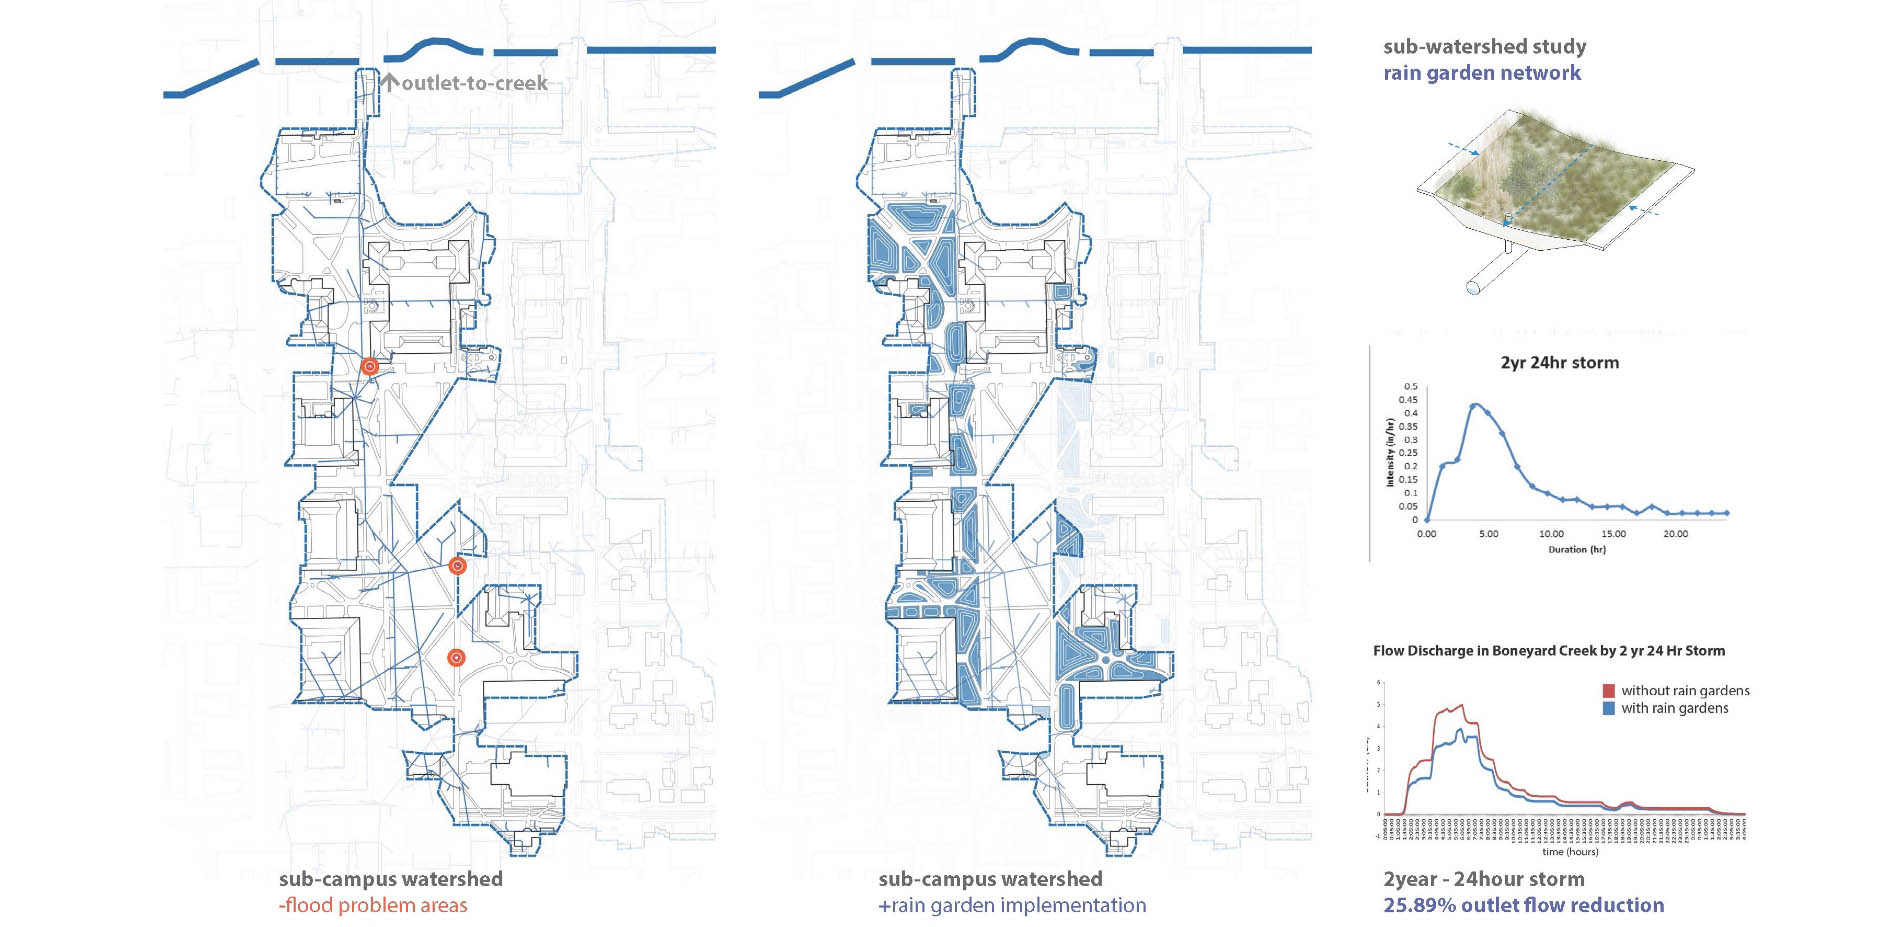 outlet-to-creek
sub-campus watershed
-flood problem areas
sub-campus watershed
+rain garden implementation
sub-watershed study
rain garden network
2yr 24hr storm
Intensity (in/hr)
0.5
0.45
0.4
0.35
0.3
0.25
0.2
0.15
0.1
0.05
0
0.00 5.00 10.00 15.00 20.00
Duration (hr)
Flow Discharge in Boneyard Creek by 2 yr 24 Hr Storm
without rain gardens
with rain gardens
6
5
4
3
2
1
0
-1
time (hours)
2year - 24hour storm
25.89% outlet flow reduction